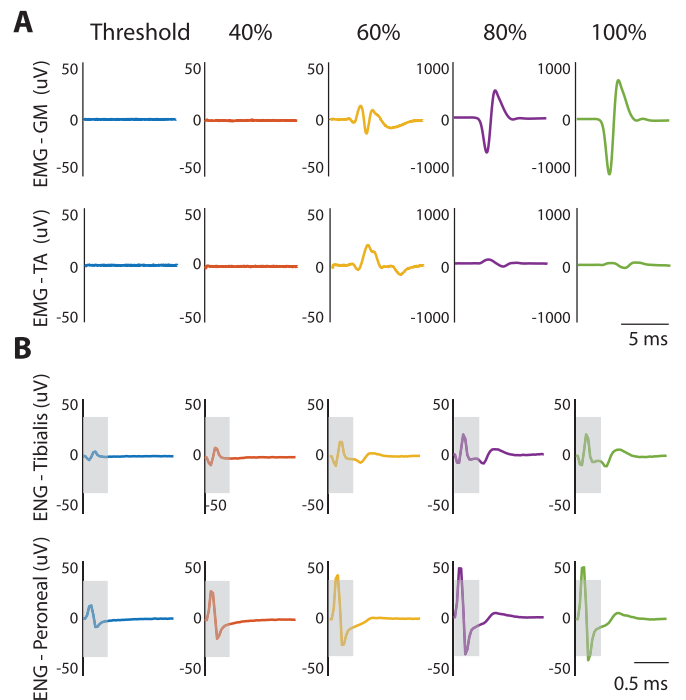 A
Threshold 40% 60% 80% 100%
EMG - GM (uV)
50 50 50 1000 1000
0 0 0 0 0
-50 -50 -50 -1000 -1000
EMG - TA (uV)
50 50 50 1000 1000
0 0 0 0 0
-50 -50 -50 -1000 -1000
5 ms
B
ENG - Tibialis (uV)
50 50 50 50 50
0 0 0 0 0
-50 -50 -50 -50 -50
ENG - Peroneal (uV)
50 50 50 50 50
0 0 0 0 0
-50 -50 -50 -50 -50
0.5 ms